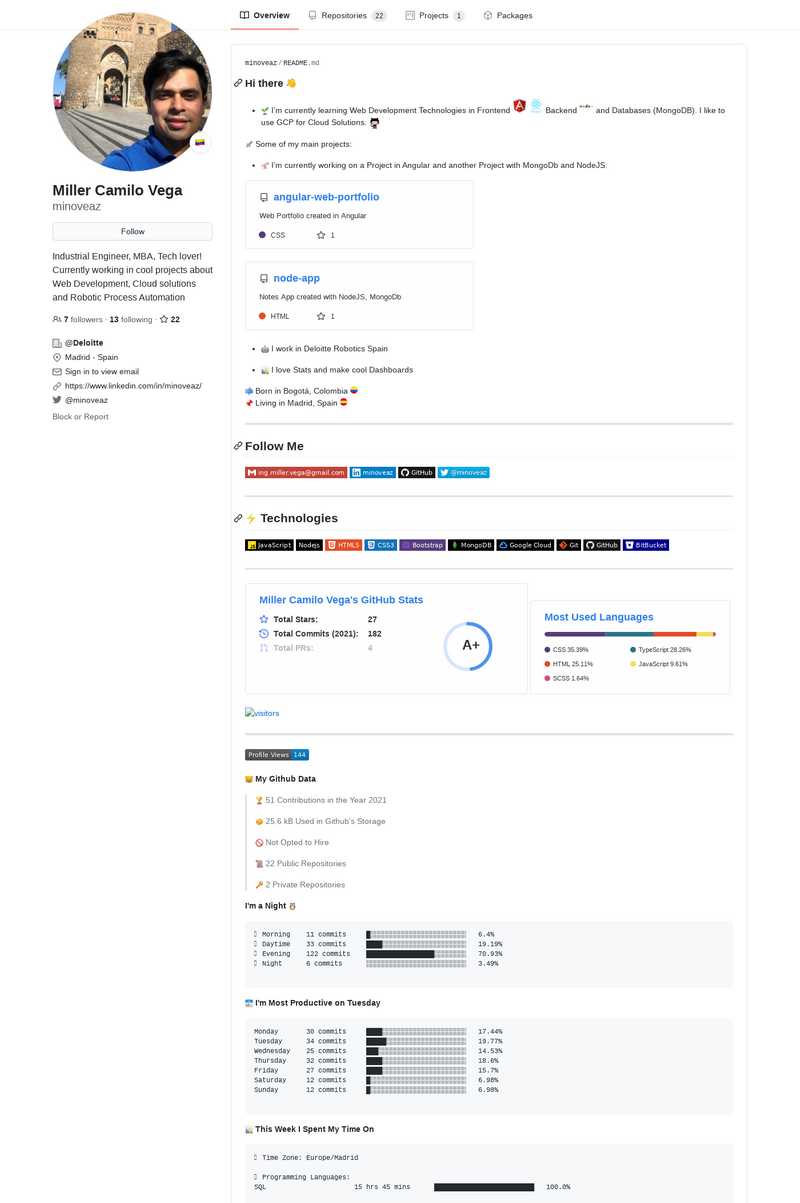 Overview
Repositories 22
Projects 1
Packages
Miller Camilo Vega
minoveaz
Follow
Industrial Engineer, MBA, Tech lover!
Currently working in cool projects about
Web Development, Cloud solutions
and Robotic Process Automation
7 followers · 13 following · 22
@Deloitte
Madrid - Spain
Sign in to view email
https://www.linkedin.com/in/minoveaz/
@minoveaz
Block or Report
minoveaz/README.md
Hi there 👋
🌱 I'm currently learning Web Development Technologies in Frontend Backend and Databases (MongoDB). I like to
use GCP for Cloud Solutions.
Some of my main projects:
I'm currently working on a Project in Angular and another Project with MongoDb and NodeJS:
angular-web-portfolio
Web Portfolio created in Angular
CSS 1
node-app
Notes App created with NodeJS, MongoDb
HTML 1
I work in Deloitte Robotics Spain
I love Stats and make cool Dashboards
Born in Bogotá, Colombia 🇨🇴
📌 Living in Madrid, Spain 🇪🇸
Follow Me
ing.miller.vega@gmail.com minoveaz GitHub @minoveaz
⚡ Technologies
JavaScript Nodejs HTML5 CSS3 Bootstrap MongoDB Google Cloud Git GitHub BitBucket
Miller Camilo Vega's GitHub Stats
Total Stars: 27
Total Commits (2021): 182
Total PRs: 4
A+
Most Used Languages
CSS 35.39% TypeScript 28.26%
HTML 25.11% JavaScript 9.61%
SCSS 1.64%
visitors
Profile Views 144
🐱 My Github Data
🏆 51 Contributions in the Year 2021
📦 25.6 kB Used in Github's Storage
🚫 Not Opted to Hire
📜 22 Public Repositories
🔑 2 Private Repositories
I'm a Night 🦉
Morning 11 commits 6.4%
Daytime 33 commits 19.19%
Evening 122 commits 70.93%
Night 6 commits 3.49%
📅 I'm Most Productive on Tuesday
Monday 30 commits 17.44%
Tuesday 34 commits 19.77%
Wednesday 25 commits 14.53%
Thursday 32 commits 18.6%
Friday 27 commits 15.7%
Saturday 12 commits 6.98%
Sunday 12 commits 6.98%
📊 This Week I Spent My Time On
Time Zone: Europe/Madrid
Programming Languages:
SQL 15 hrs 45 mins 100.0%